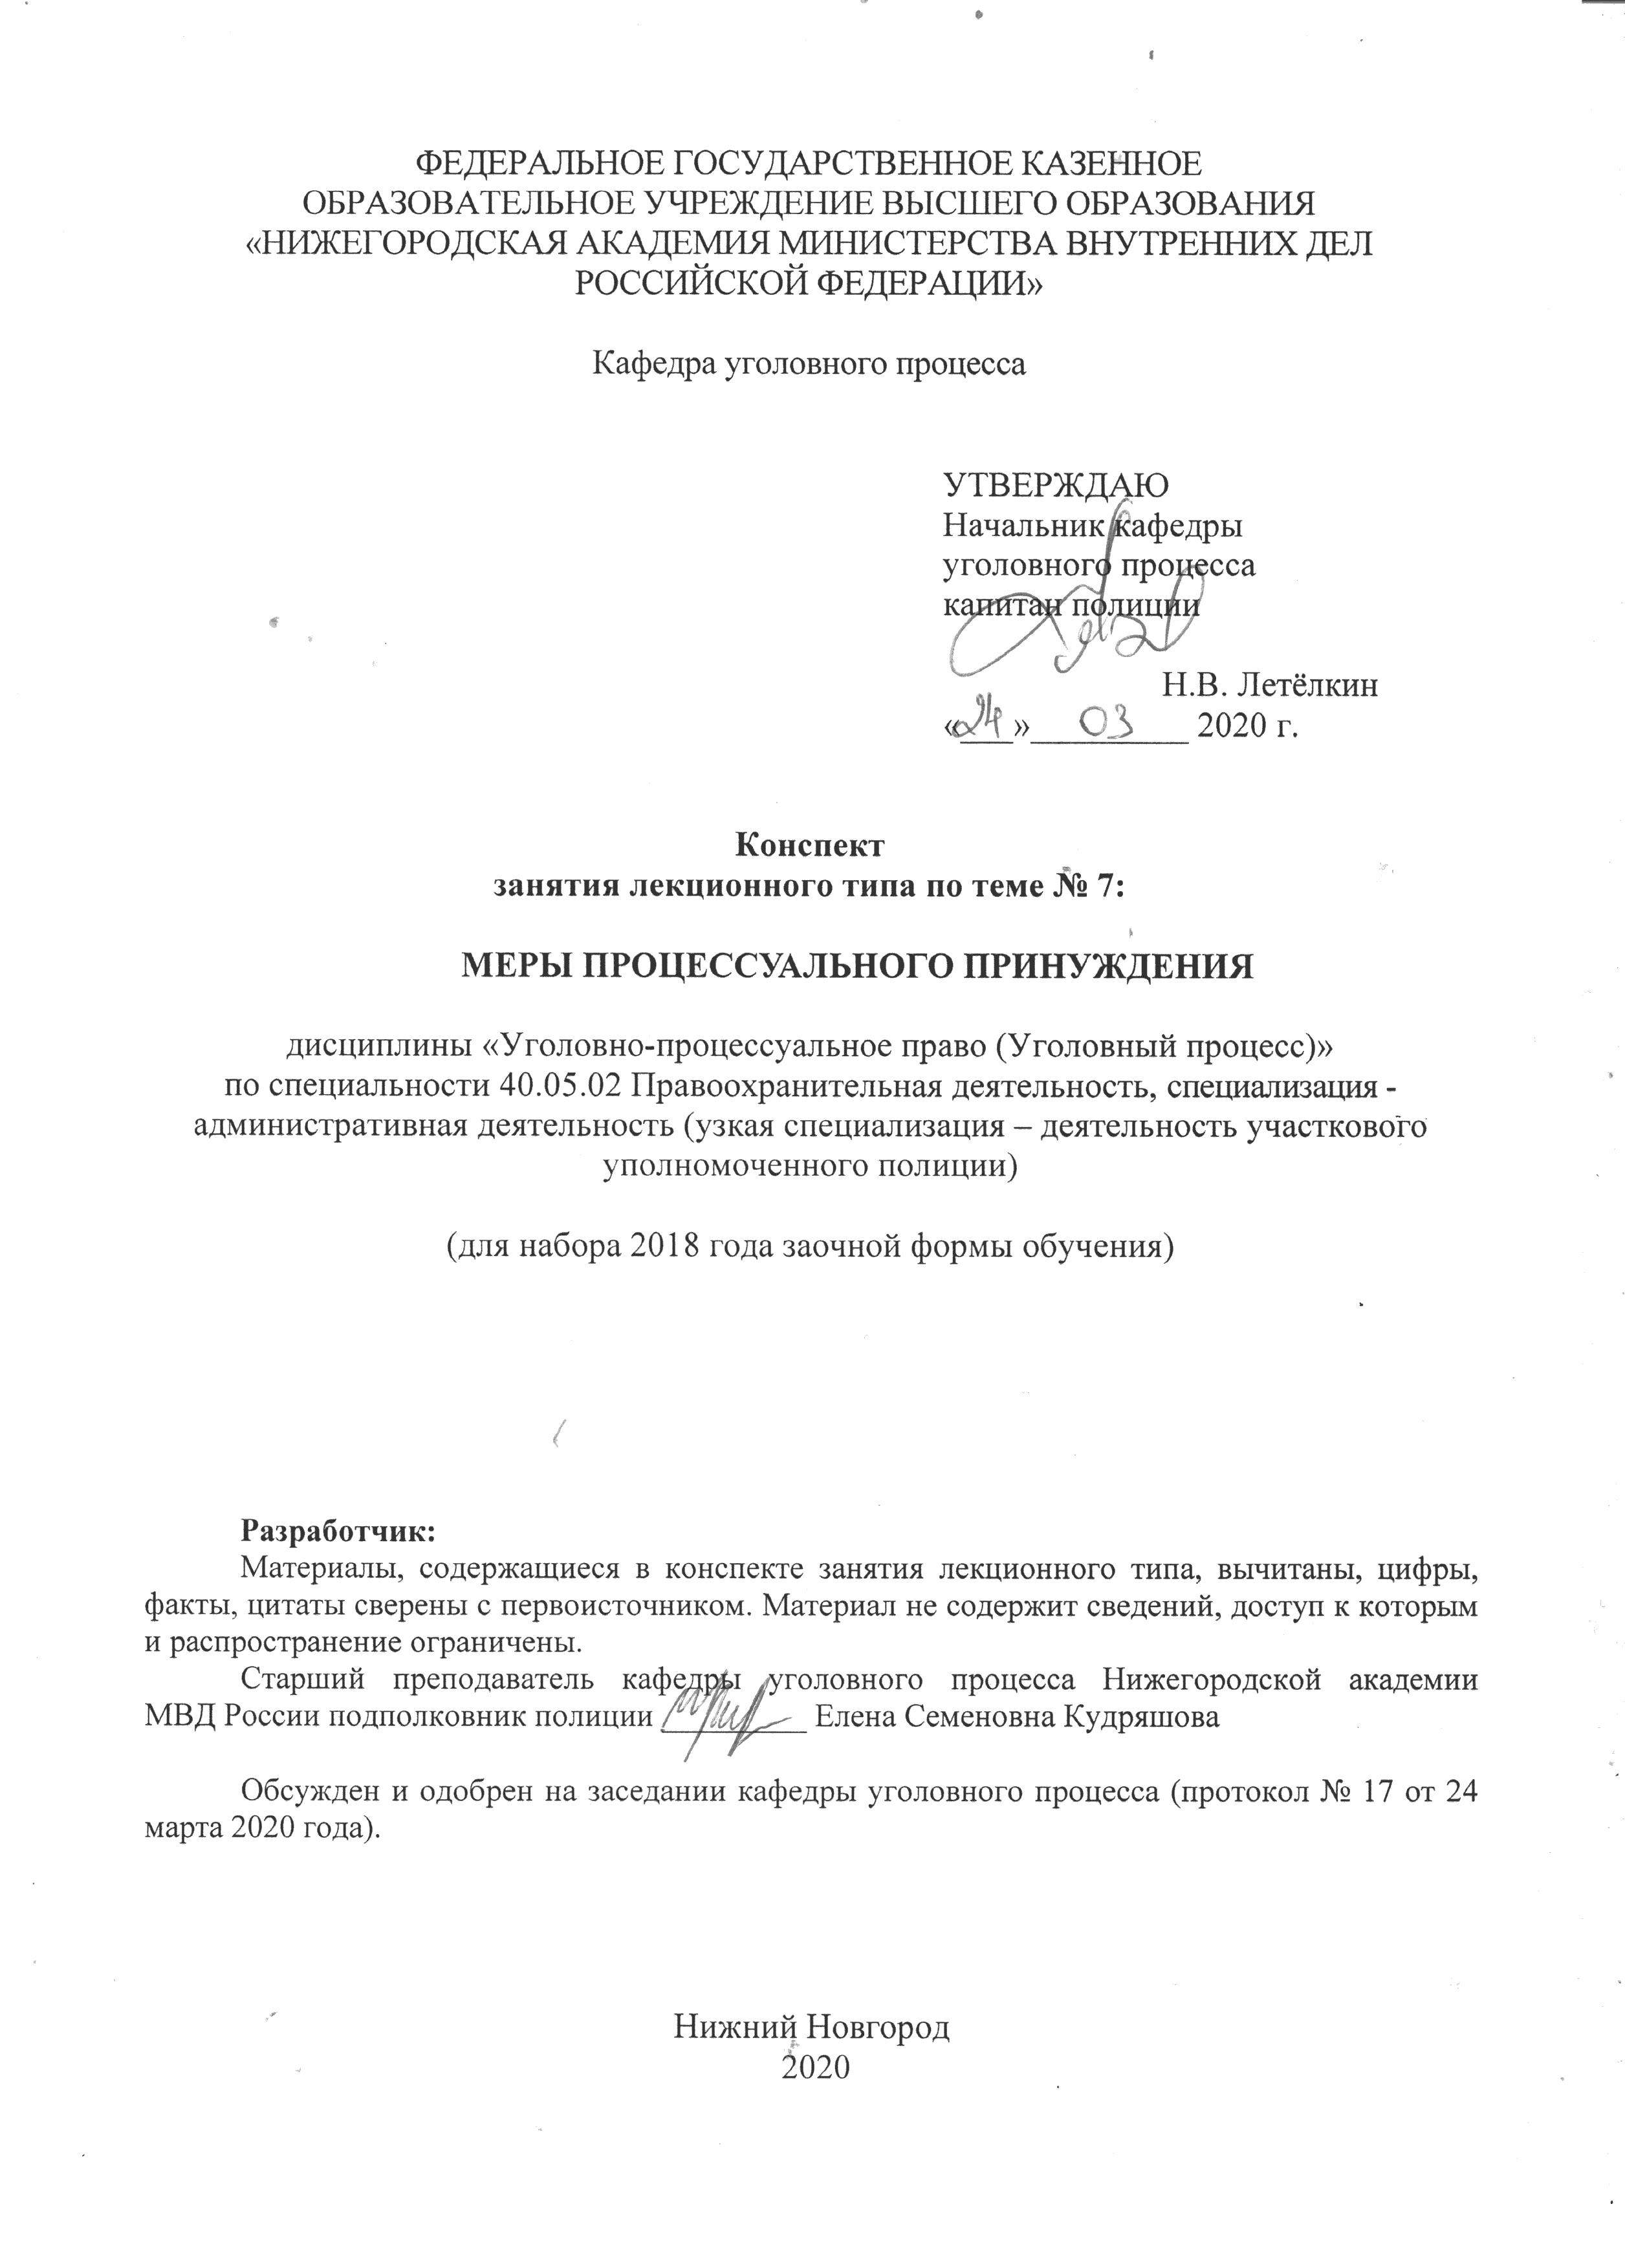 ФЕДЕРАЛЬНОЕ ГОСУДАРСТВЕННОЕ КАЗЕННОЕ
ОБРАЗОВАТЕЛЬНОЕ УЧРЕЖДЕНИЕ ВЫСШЕГО ОБРАЗОВАНИЯ
«НИЖЕГОРОДСКАЯ АКАДЕМИЯ МИНИСТЕРСТВА ВНУТРЕННИХ ДЕЛ
РОССИЙСКОЙ ФЕДЕРАЦИИ»
Кафедра уголовного процесса
УТВЕРЖДАЮ
Начальник кафедры
уголовного процесса
капитан полиции
Н.В. Летёлкин
«24» 03 2020 г.
Конспект
занятия лекционного типа по теме № 7:
МЕРЫ ПРОЦЕССУАЛЬНОГО ПРИНУЖДЕНИЯ
дисциплины «Уголовно-процессуальное право (Уголовный процесс)»
по специальности 40.05.02 Правоохранительная деятельность, специализация -
административная деятельность (узкая специализация – деятельность участкового
уполномоченного полиции)
(для набора 2018 года заочной формы обучения)
Разработчик:
Материалы, содержащиеся в конспекте занятия лекционного типа, вычитаны, цифры,
факты, цитаты сверены с первоисточником. Материал не содержит сведений, доступ к которым
и распространение ограничены.
Старший преподаватель кафедры уголовного процесса Нижегородской академии
МВД России подполковник полиции _________ Елена Семеновна Кудряшова
Обсужден и одобрен на заседании кафедры уголовного процесса (протокол № 17 от 24
марта 2020 года).
Нижний Новгород
2020